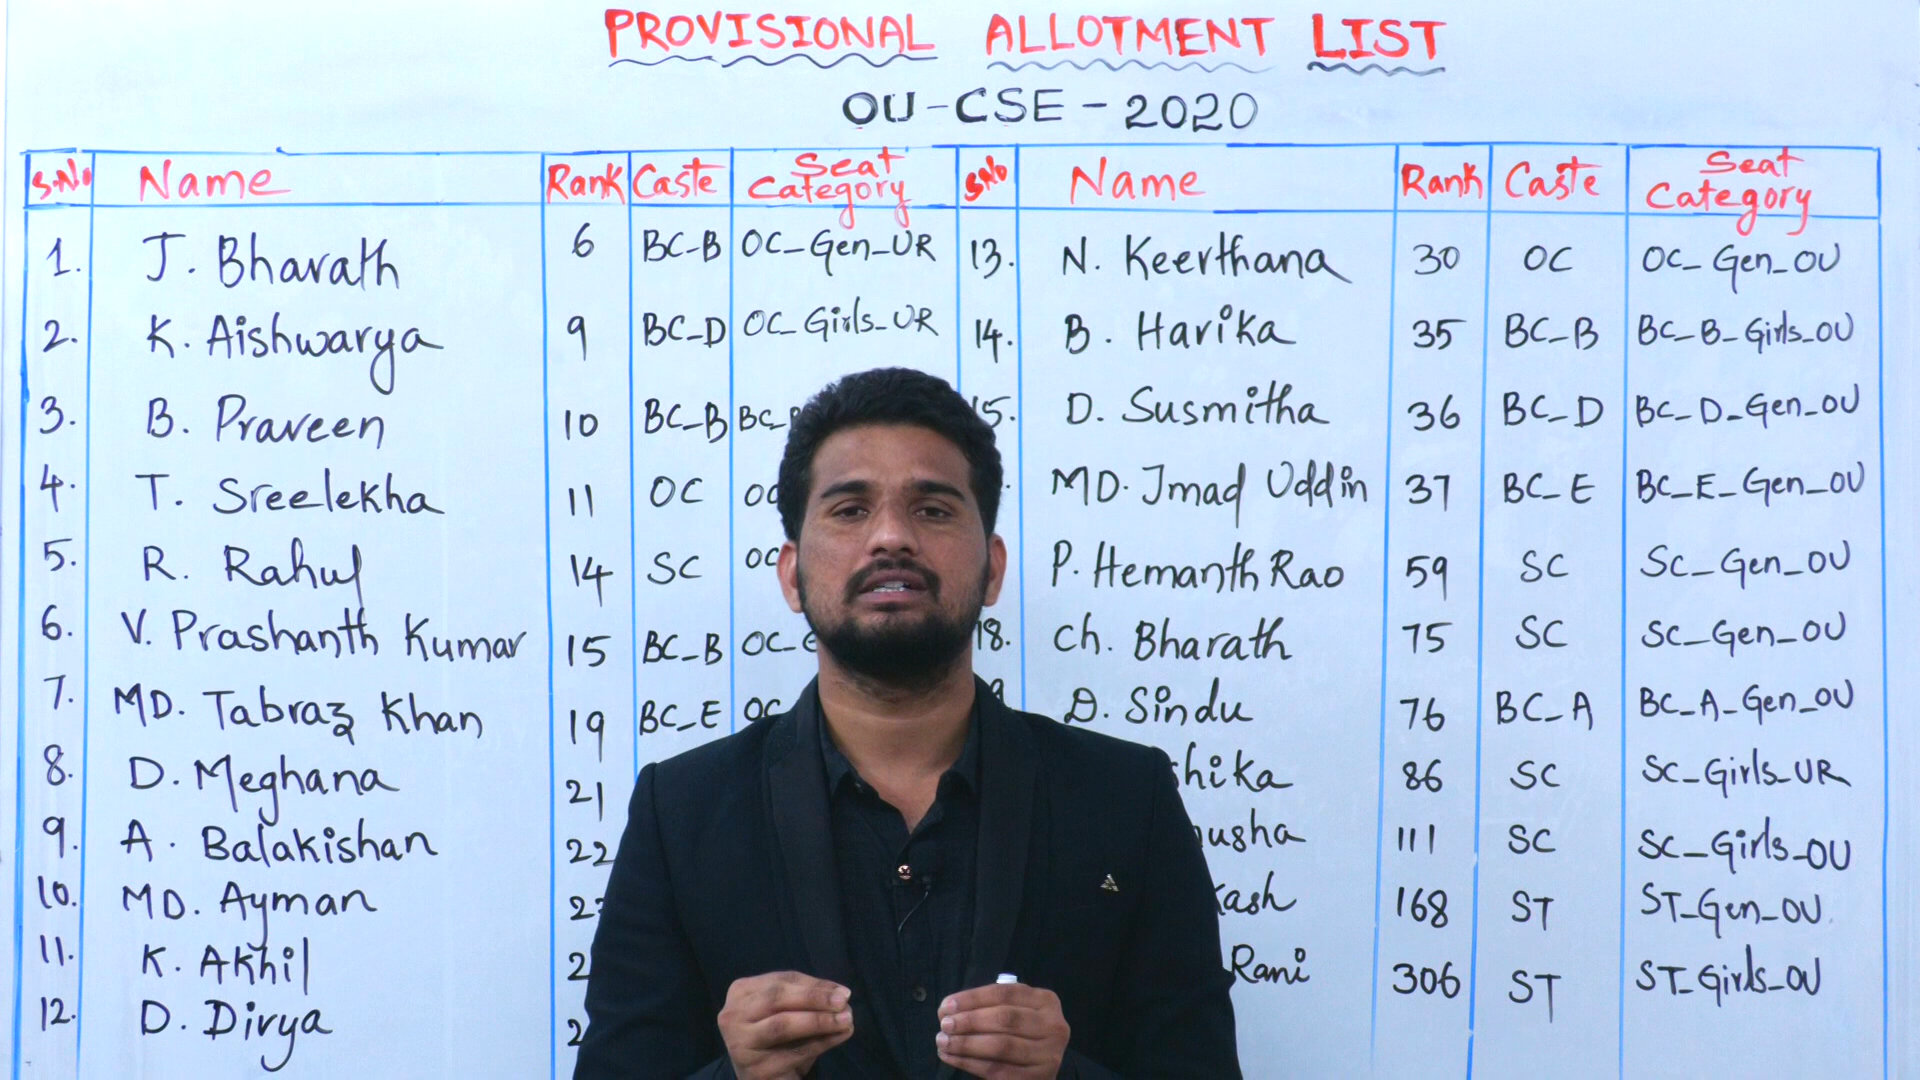 PROVISIONAL ALLOTMENT LIST
OU-CSE-2020
S.No Name Rank Caste Seat Category S.No Name Rank Caste Seat Category
1. J. Bharath 6 BC-B OC_Gen_UR 13. N. Keerthana 30 OC OC_Gen_OU
2. K. Aishwarya 9 BC_D OC_Girls_UR 14. B. Harika 35 BC_B BC_B_Girls_OU
3. B. Praveen 10 BC_B 15. D. Susmitha 36 BC_D BC_D_Gen_OU
4. T. Sreelekha 11 OC MD. Imad Uddin 37 BC_E BC_E_Gen_OU
5. R. Rahul 14 SC P. Hemanth Rao 59 SC SC_Gen_OU
6. V. Prashanth Kumar 15 BC_B 18. Ch. Bharath 75 SC SC_Gen_OU
7. MD. Tabraz Khan 19 BC_E D. Sindu 76 BC_A BC_A_Gen_OU
8. D. Meghana 21 86 SC SC_Girls_UR
9. A. Balakishan 22 111 SC SC_Girls_OU
10. MD. Ayman 168 ST ST_Gen_OU
11. K. Akhil Rani 306 ST ST_Girls_OU
12. D. Divya